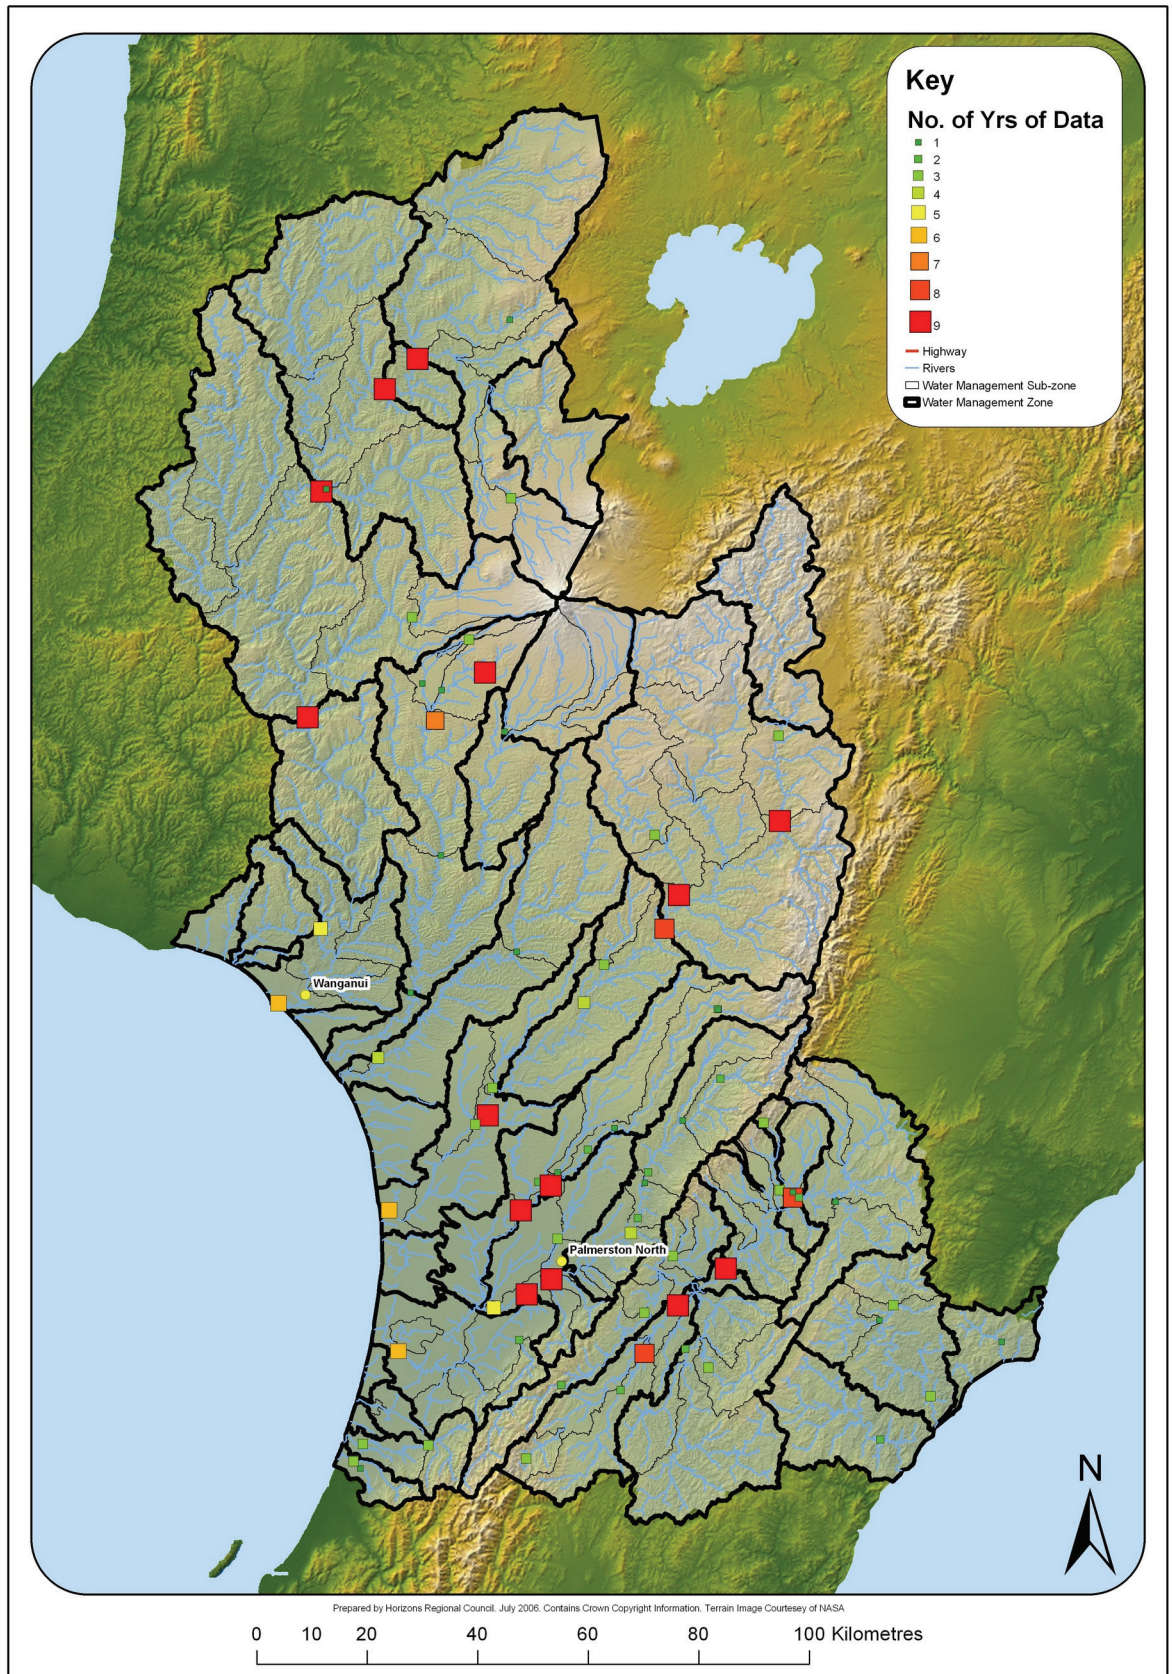 Key
No. of Yrs of Data
1
2
3
4
5
6
7
8
9
Highway
Rivers
Water Management Sub-zone
Water Management Zone
Wanganui
Palmerston North
N
Prepared by Horizons Regional Council. July 2006. Contains Crown Copyright Information. Terrain Image Courtesey of NASA
0 10 20 40 60 80 100 Kilometres